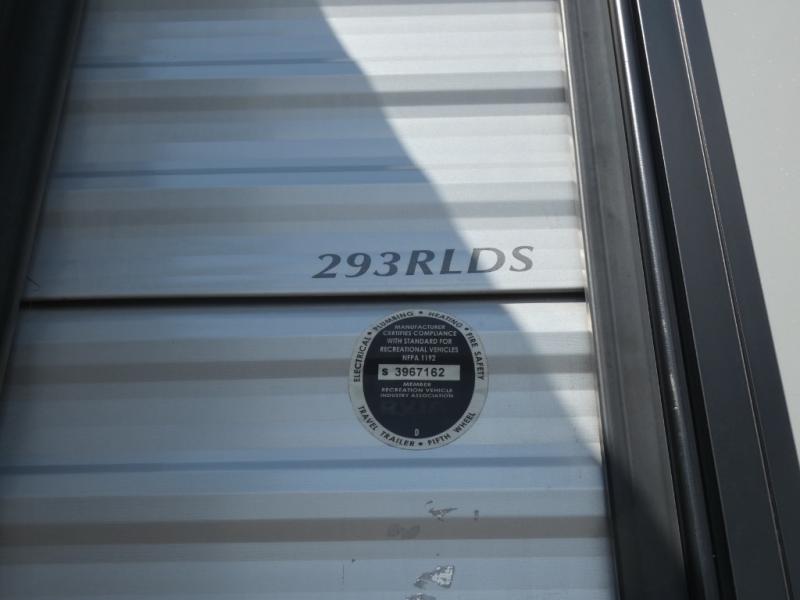 293RLDS
ELECTRICAL • PLUMBING • HEATING • FIRE SAFETY
MANUFACTURER
CERTIFIES COMPLIANCE
WITH STANDARD FOR
RECREATIONAL VEHICLES
NFPA 1192
S 3967162
MEMBER
RECREATION VEHICLE
INDUSTRY ASSOCIATION
D
TRAVEL TRAILER • FIFTH WHEEL